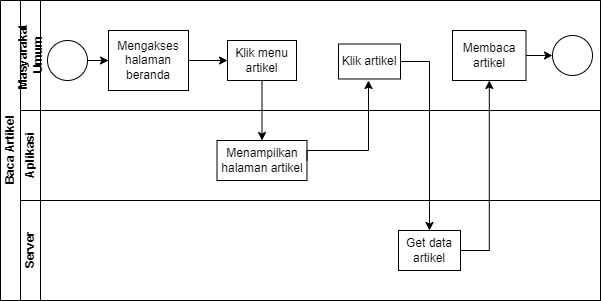 Baca Artikel
Masyarakat
Umum
Mengakses
halaman
beranda
Klik menu
artikel
Klik artikel
Membaca
artikel
Aplikasi
Menampilkan
halaman artikel
Server
Get data
artikel